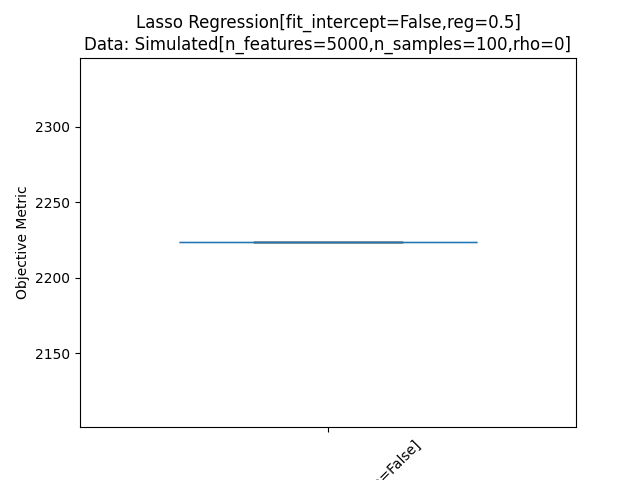 Lasso Regression[fit_intercept=False,reg=0.5]
Data: Simulated[n_features=5000,n_samples=100,rho=0]
2300
2250
2200
2150
Objective Metric
=False]